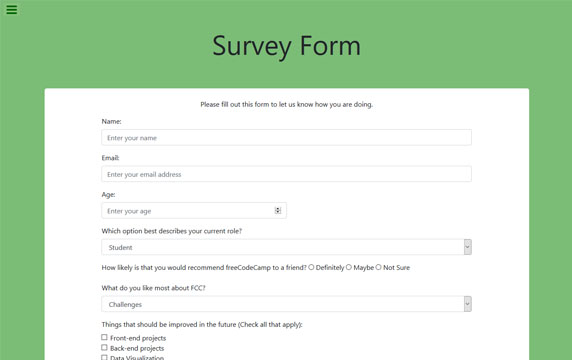 Survey Form
Please fill out this form to let us know how you are doing.
Name:
Enter your name
Email:
Enter your email address
Age:
Enter your age
Which option best describes your current role?
Student
How likely is that you would recommend freeCodeCamp to a friend? Definitely Maybe Not Sure
What do you like most about FCC?
Challenges
Things that should be improved in the future (Check all that apply):
Front-end projects
Back-end projects
Data Visualization